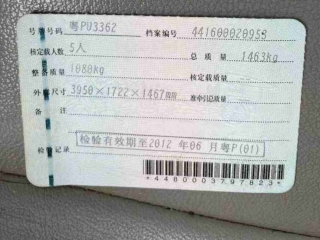 号牌号码 粤PV3362 档案编号 441600020953
核定载人数 5人 总质量 1463kg
整备质量 1080kg 核定载质量
外廓尺寸 3950×1722×1467mm 准牵引总质量
备注
检验有效期至2012 年06 月粤P(01)
检验记录
*4460003797823*